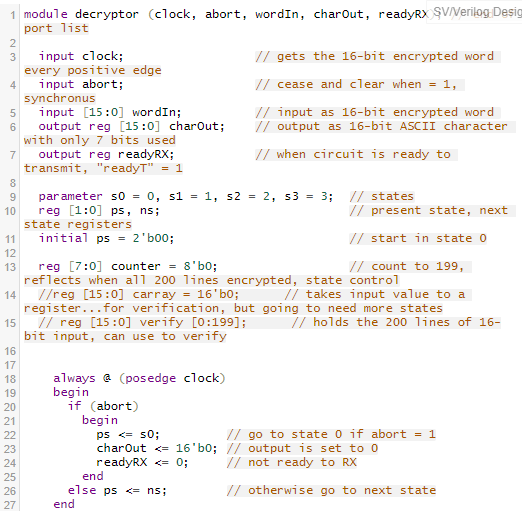 SV/Verilog Desig
1 module decryptor (clock, abort, wordIn, charOut, readyRX
port list
2
3 input clock; // gets the 16-bit encrypted word
every positive edge
4 input abort; // cease and clear when = 1,
synchronus
5 input [15:0] wordIn; // input as 16-bit encrypted word
6 output reg [15:0] charOut; // output as 16-bit ASCII character
with only 7 bits used
7 output reg readyRX; // when circuit is ready to
transmit, "readyT" = 1
8
9 parameter s0 = 0, s1 = 1, s2 = 2, s3 = 3; // states
10 reg [1:0] ps, ns; // present state, next
state registers
11 initial ps = 2'b00; // start in state 0
12
13 reg [7:0] counter = 8'b0; // count to 199,
reflects when all 200 lines encrypted, state control
14 //reg [15:0] carray = 16'b0; // takes input value to a
register...for verification, but going to need more states
15 // reg [15:0] verify [0:199]; // holds the 200 lines of 16-
bit input, can use to verify
16
17
18 always @ (posedge clock)
19 begin
20 if (abort)
21 begin
22 ps <= s0; // go to state 0 if abort = 1
23 charOut <= 16'b0; // output is set to 0
24 readyRX <= 0; // not ready to RX
25 end
26 else ps <= ns; // otherwise go to next state
27 end